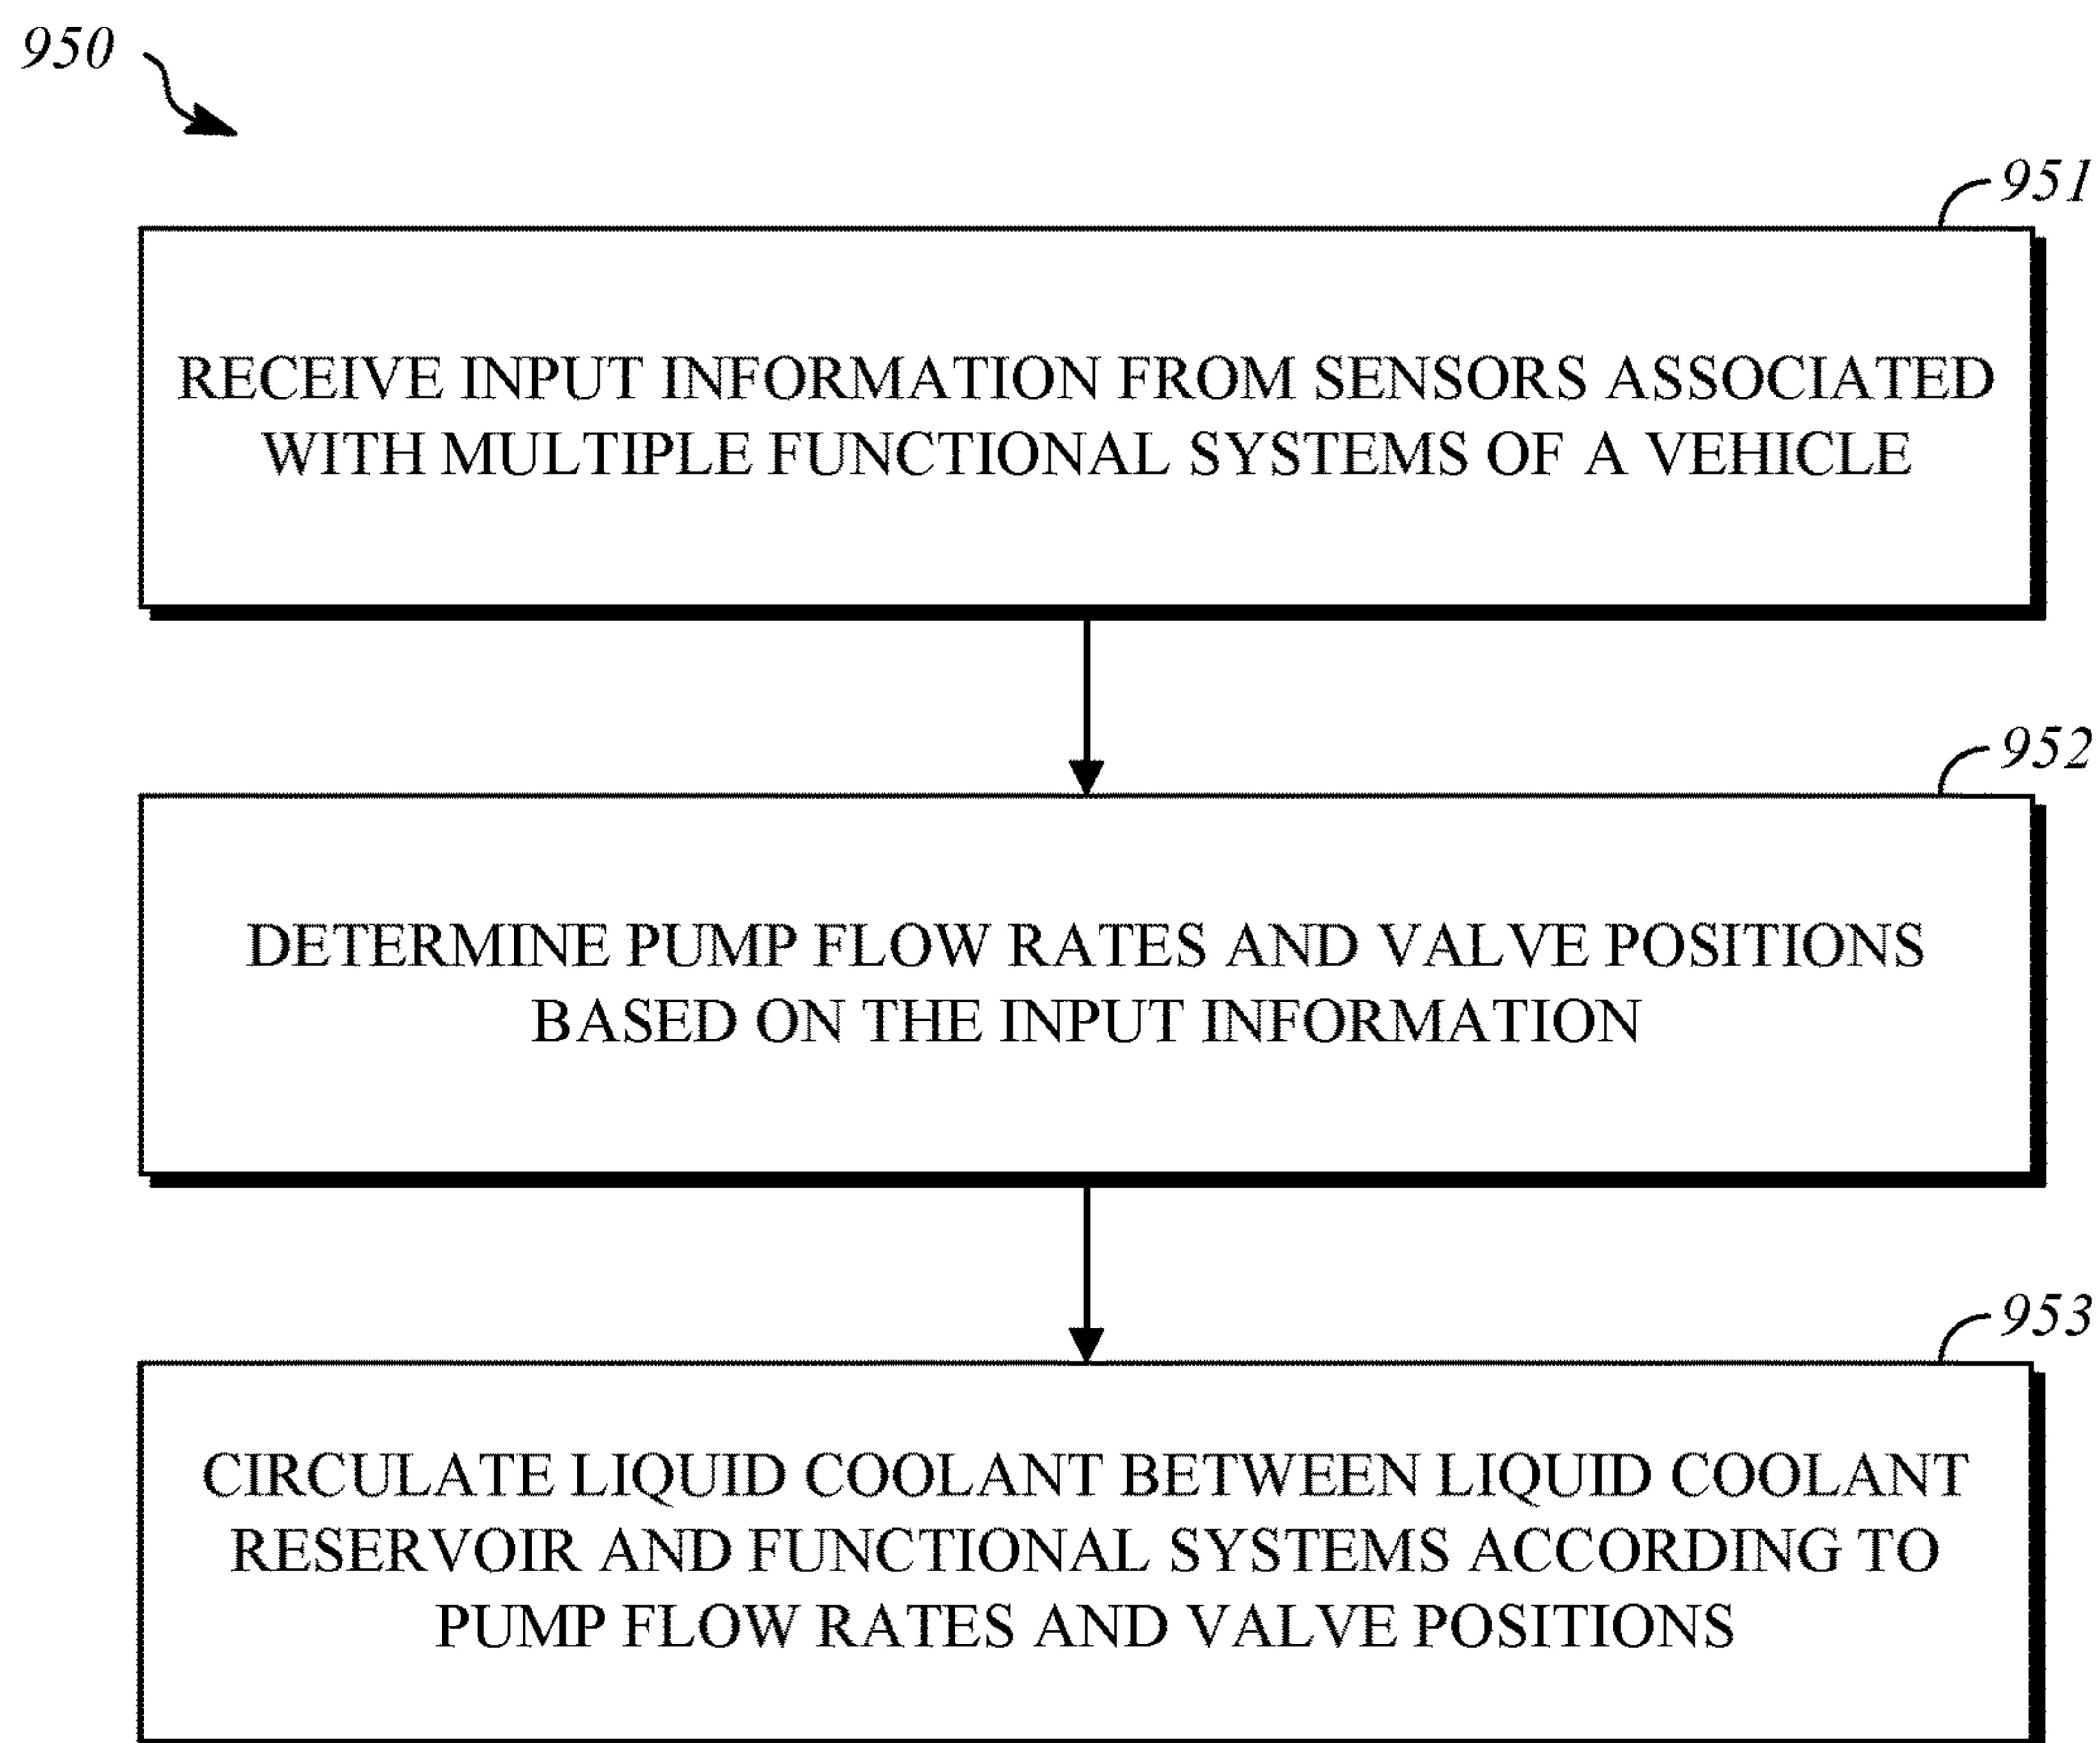 950
951
RECEIVE INPUT INFORMATION FROM SENSORS ASSOCIATED
WITH MULTIPLE FUNCTIONAL SYSTEMS OF A VEHICLE
952
DETERMINE PUMP FLOW RATES AND VALVE POSITIONS
BASED ON THE INPUT INFORMATION
953
CIRCULATE LIQUID COOLANT BETWEEN LIQUID COOLANT
RESERVOIR AND FUNCTIONAL SYSTEMS ACCORDING TO
PUMP FLOW RATES AND VALVE POSITIONS